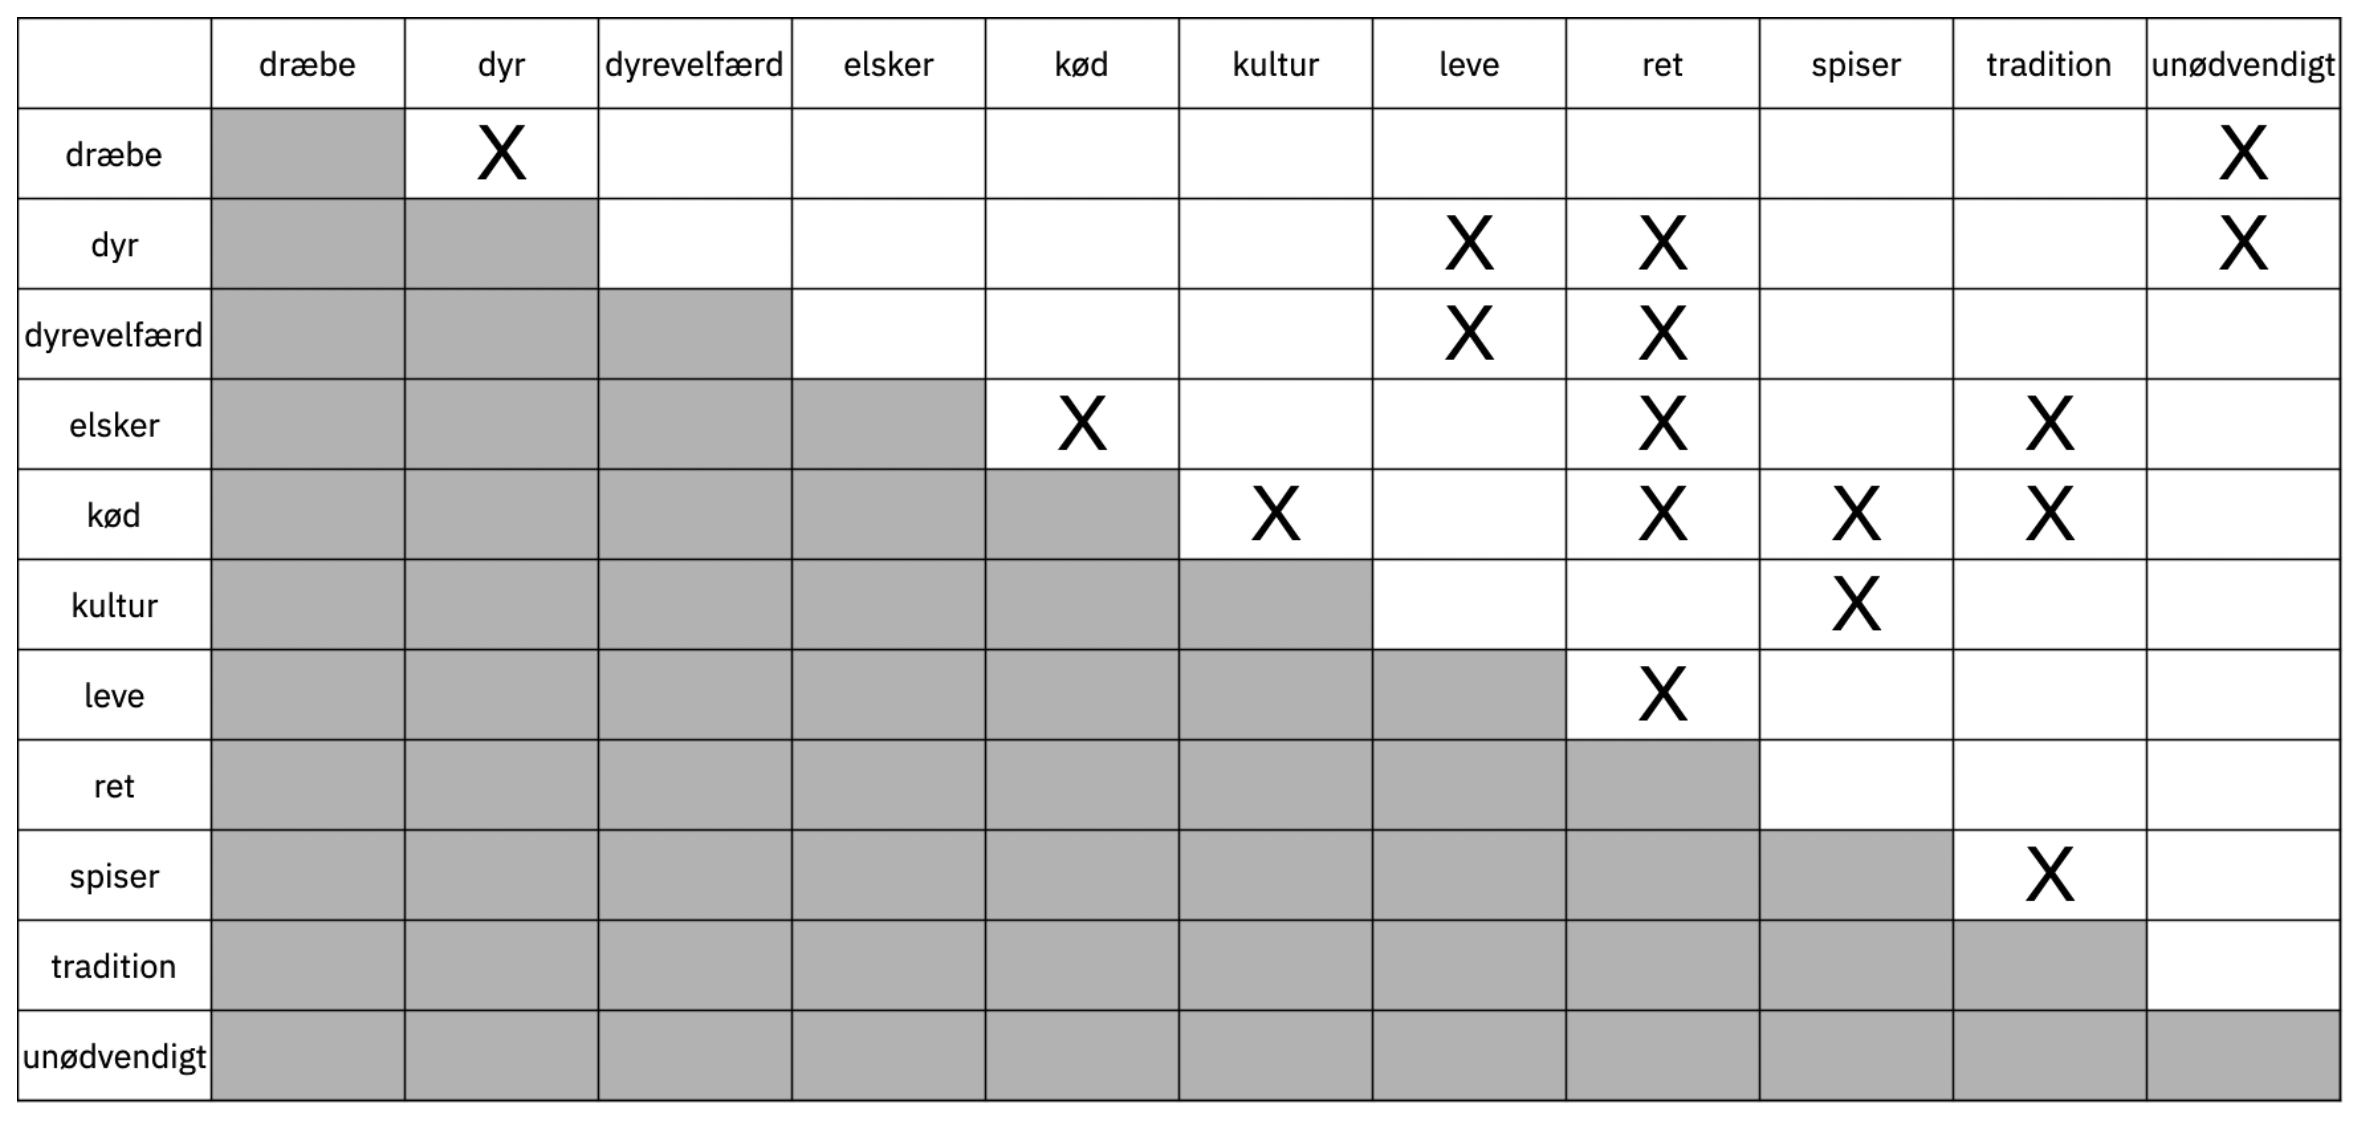 dræbe dyr dyrevelfærd elsker kød kultur leve ret spiser tradition unødvendigt
dræbe X X
dyr X X X
dyrevelfærd X X
elsker X X X
kød X X X X
kultur X
leve X
ret
spiser X
tradition
unødvendigt